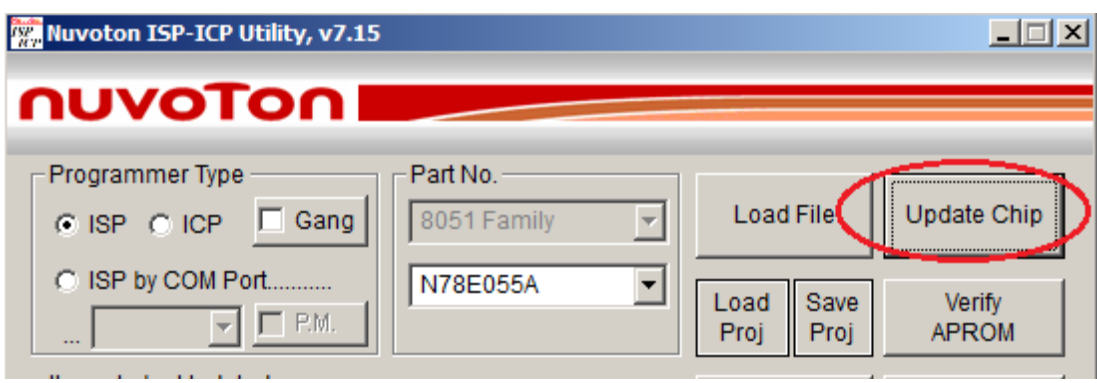 Nuvoton ISP-ICP Utility, v7.15
nuvoTon
Programmer Type
ISP
ICP
Gang
ISP by COM Port...........
...
P.M.
Part No.
8051 Family
N78E055A
Load File
Update Chip
Load
Proj
Save
Proj
Verify
APROM